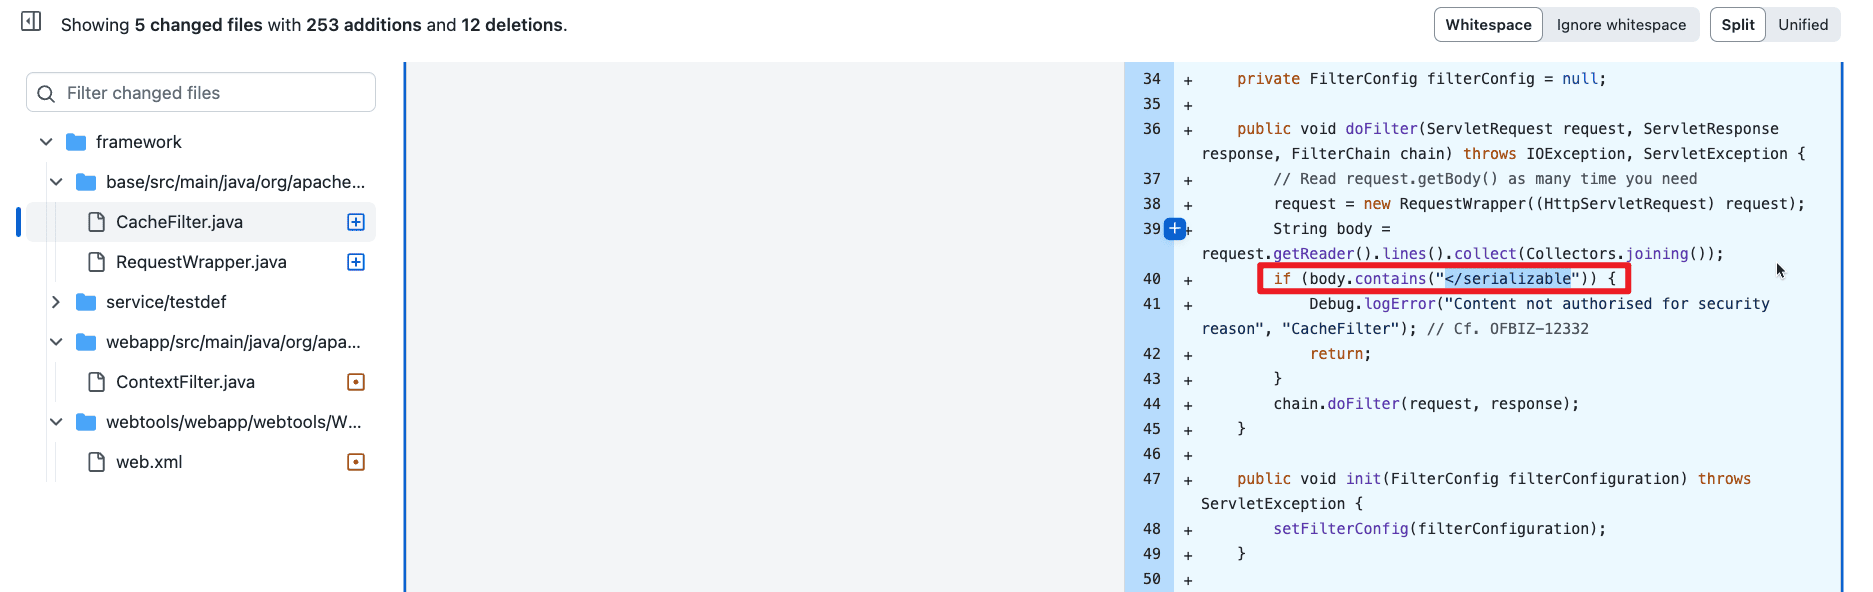 Showing 5 changed files with 253 additions and 12 deletions.
Whitespace Ignore whitespace Split Unified
Filter changed files
framework
base/src/main/java/org/apache...
CacheFilter.java
RequestWrapper.java
service/testdef
webapp/src/main/java/org/apa...
ContextFilter.java
webtools/webapp/webtools/W...
web.xml
34 + private FilterConfig filterConfig = null;
35 +
36 + public void doFilter(ServletRequest request, ServletResponse
response, FilterChain chain) throws IOException, ServletException {
37 + // Read request.getBody() as many time you need
38 + request = new RequestWrapper((HttpServletRequest) request);
39 + String body =
request.getReader().lines().collect(Collectors.joining());
40 + if (body.contains("</serializable")) {
41 + Debug.logError("Content not authorised for security
reason", "CacheFilter"); // Cf. OFBIZ-12332
42 + return;
43 + }
44 + chain.doFilter(request, response);
45 + }
46 +
47 + public void init(FilterConfig filterConfiguration) throws
ServletException {
48 + setFilterConfig(filterConfiguration);
49 + }
50 +